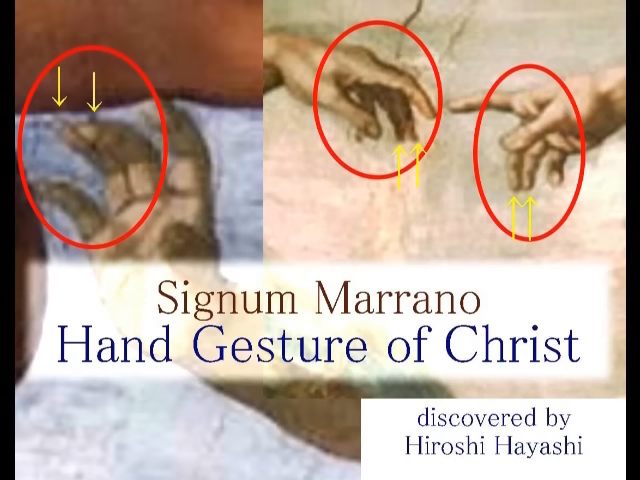 Signum Marrano
Hand Gesture of Christ
discovered by
Hiroshi Hayashi